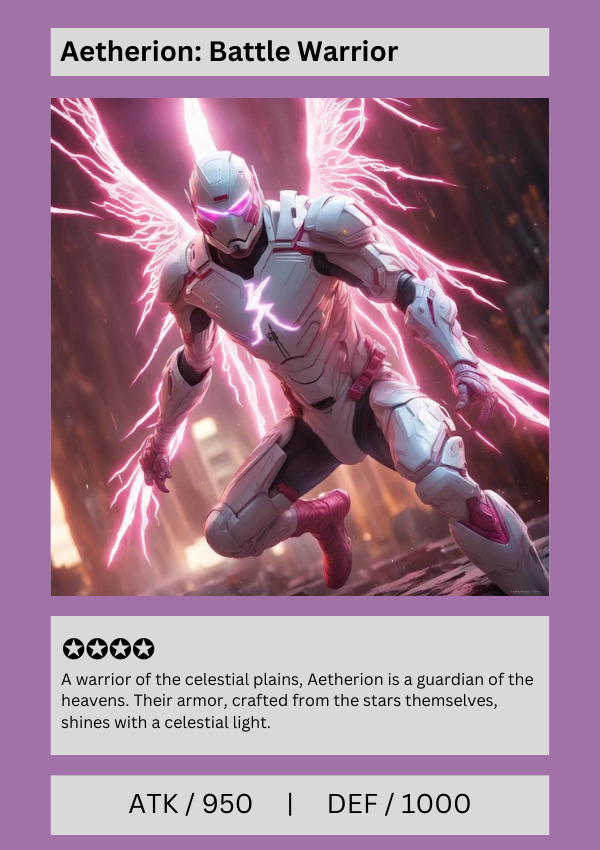 Aetherion: Battle Warrior
✪✪✪✪
A warrior of the celestial plains, Aetherion is a guardian of the
heavens. Their armor, crafted from the stars themselves,
shines with a celestial light.
ATK / 950 | DEF / 1000